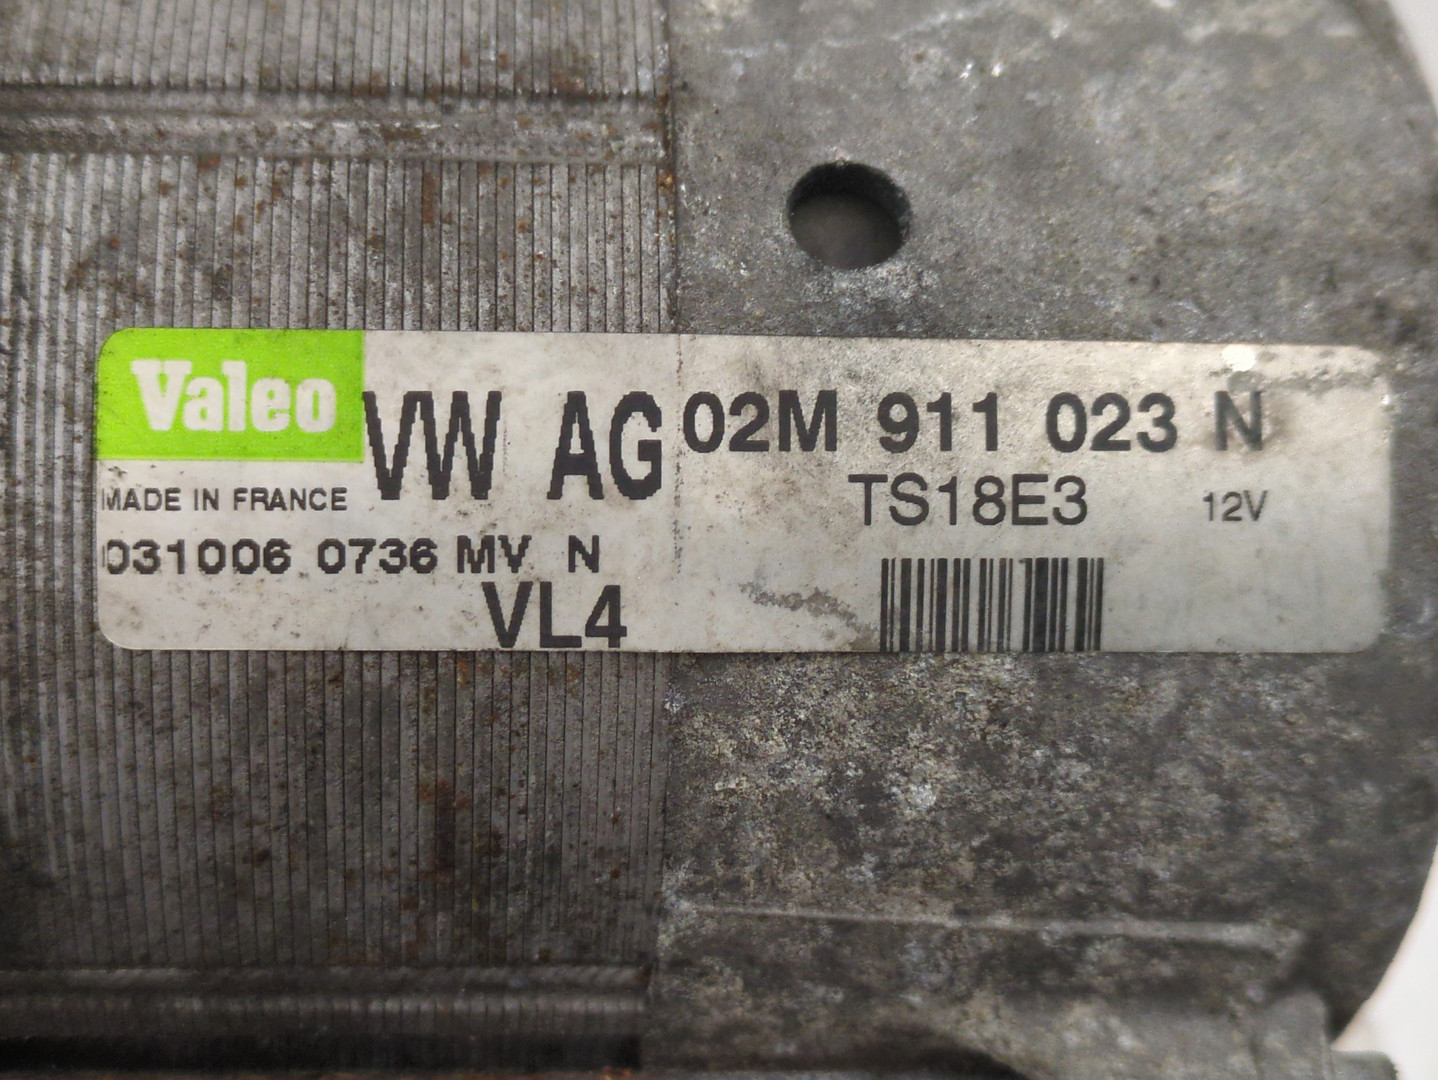 Valeo
VW AG 02M 911 023 N
MADE IN FRANCE
TS18E3 12V
031006 0736 MV N
VL4